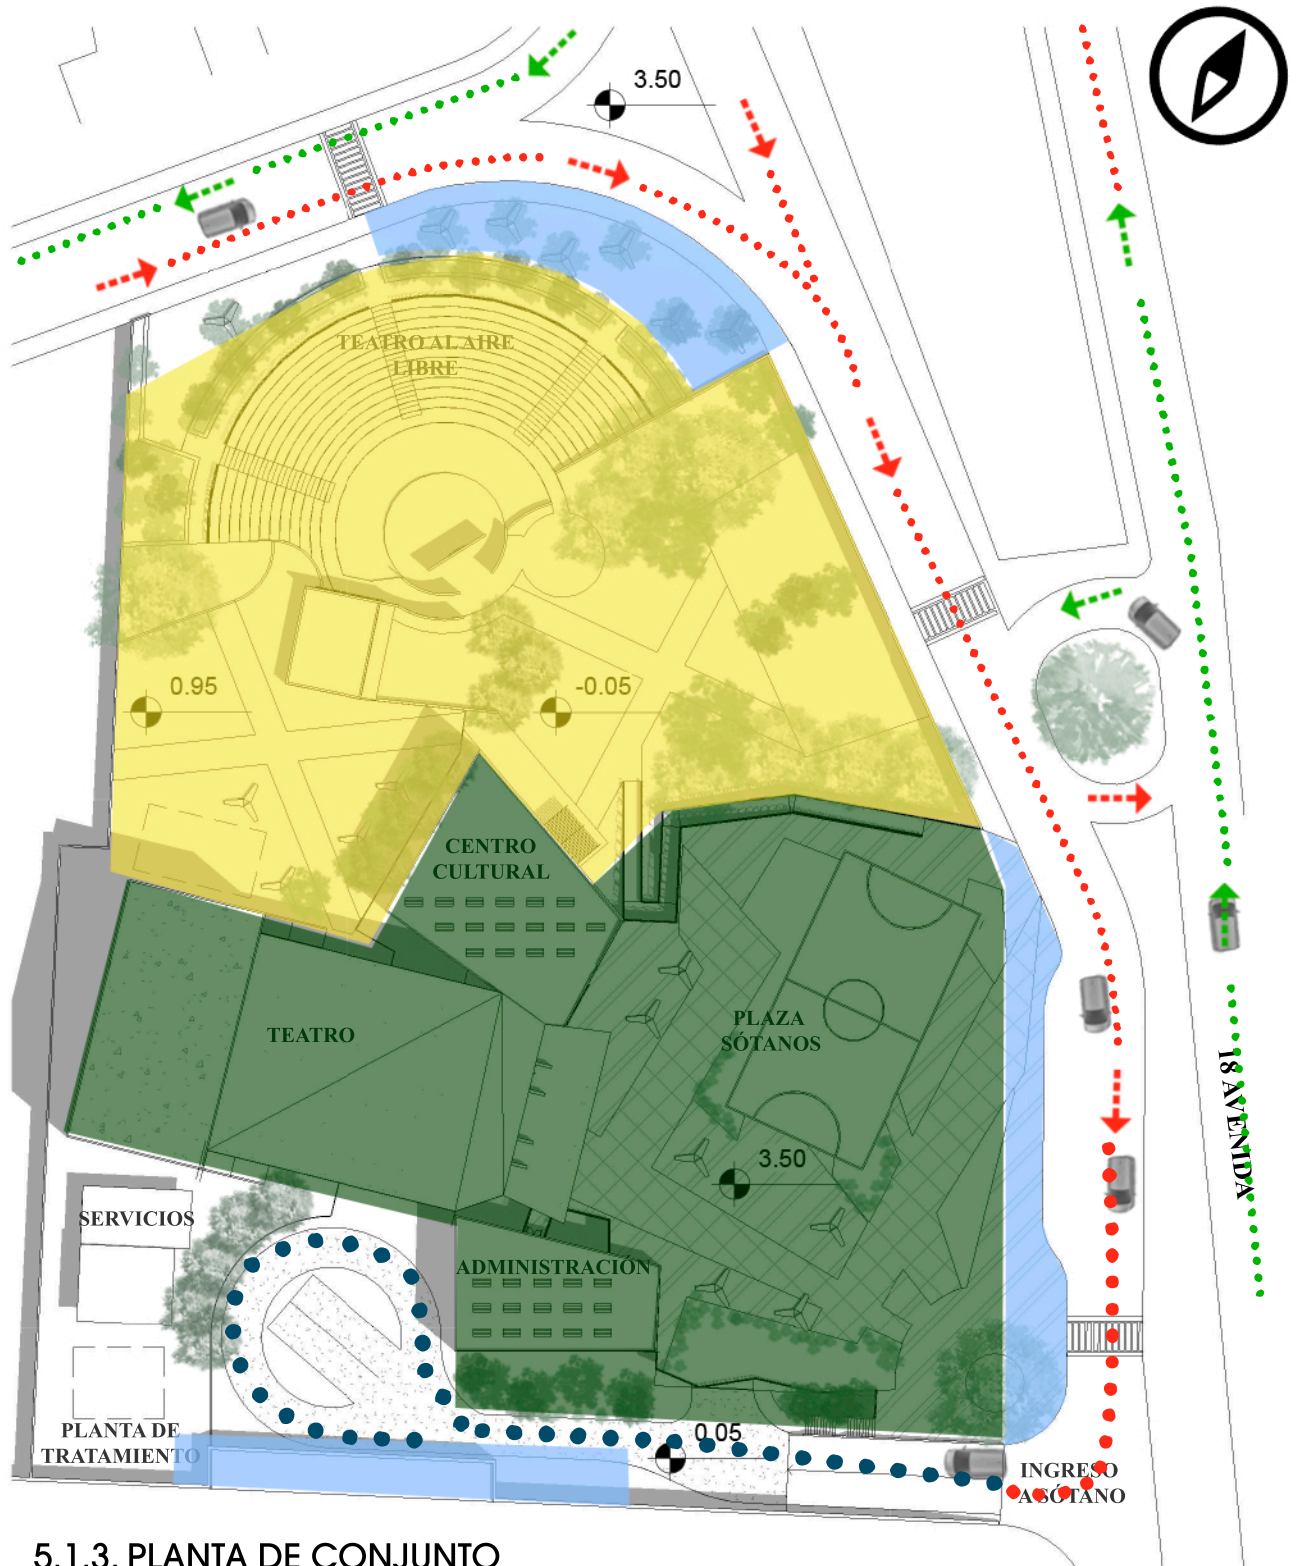 3.50
TEATRO AL AIRE
LIBRE
0.95
-0.05
CENTRO
CULTURAL
TEATRO
PLAZA
SÓTANOS
18 AVENIDA
3.50
SERVICIOS
ADMINISTRACIÓN
PLANTA DE
TRATAMIENTO
0.05
INGRESO
A SÓTANO
5.1.3. PLANTA DE CONJUNTO